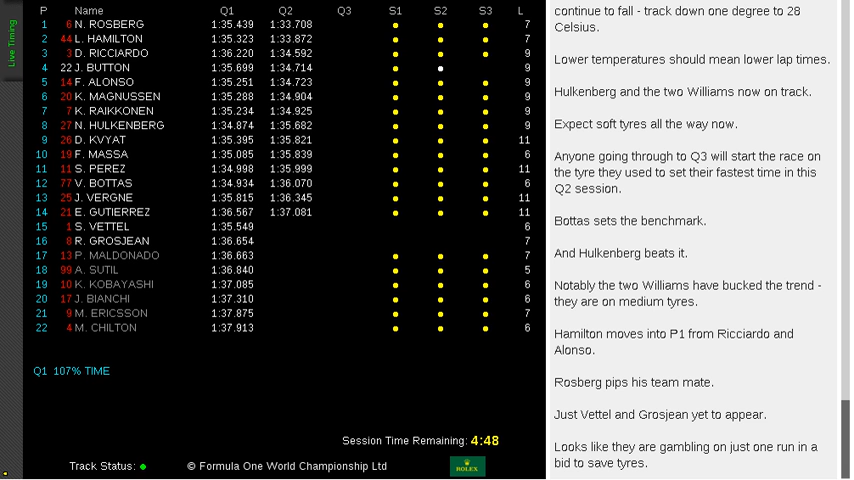 Live Timing
P Name Q1 Q2 Q3 S1 S2 S3 L
1 6 N. ROSBERG 1:35.439 1:33.708 7
2 44 L. HAMILTON 1:35.323 1:33.872 7
3 3 D. RICCIARDO 1:36.220 1:34.592 9
4 22 J. BUTTON 1:35.699 1:34.714 9
5 14 F. ALONSO 1:35.251 1:34.723 9
6 20 K. MAGNUSSEN 1:35.288 1:34.904 9
7 7 K. RAIKKONEN 1:35.234 1:34.925 9
8 27 N. HULKENBERG 1:34.874 1:35.682 9
9 26 D. KVYAT 1:35.395 1:35.821 11
10 19 F. MASSA 1:35.085 1:35.839 6
11 11 S. PEREZ 1:34.998 1:35.999 11
12 77 V. BOTTAS 1:34.934 1:36.070 6
13 25 J. VERGNE 1:35.815 1:36.345 11
14 21 E. GUTIERREZ 1:36.567 1:37.081 11
15 1 S. VETTEL 1:35.549 6
16 8 R. GROSJEAN 1:36.654 7
17 13 P. MALDONADO 1:36.663 7
18 99 A. SUTIL 1:36.840 5
19 10 K. KOBAYASHI 1:37.085 6
20 17 J. BIANCHI 1:37.310 6
21 9 M. ERICSSON 1:37.875 7
22 4 M. CHILTON 1:37.913 6
Q1 107% TIME
Session Time Remaining: 4:48
Track Status: © Formula One World Championship Ltd ROLEX
continue to fall - track down one degree to 28
Celsius.
Lower temperatures should mean lower lap times.
Hulkenberg and the two Williams now on track.
Expect soft tyres all the way now.
Anyone going through to Q3 will start the race on
the tyre they used to set their fastest time in this
Q2 session.
Bottas sets the benchmark.
And Hulkenberg beats it.
Notably the two Williams have bucked the trend -
they are on medium tyres.
Hamilton moves into P1 from Ricciardo and
Alonso.
Rosberg pips his team mate.
Just Vettel and Grosjean yet to appear.
Looks like they are gambling on just one run in a
bid to save tyres.